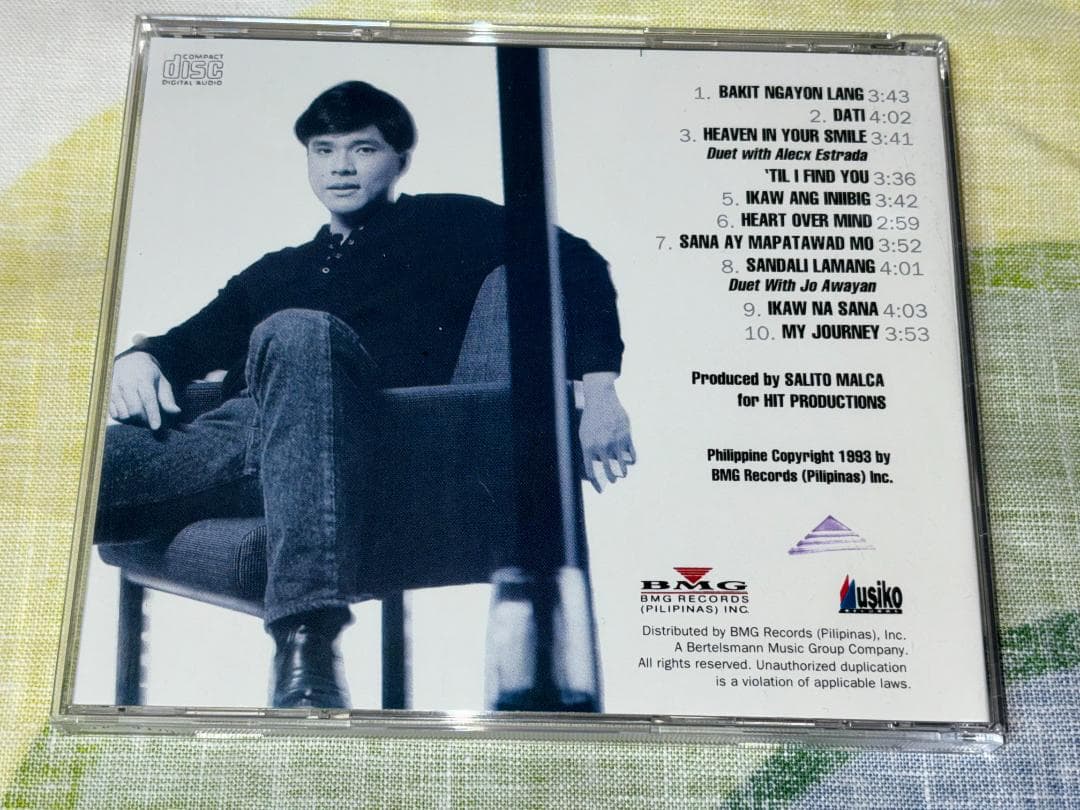 COMPACT
disc
DIGITAL AUDIO
1. BAKIT NGAYON LANG 3:43
2. DATI 4:02
3. HEAVEN IN YOUR SMILE 3:41
Duet with Alecx Estrada
'TIL I FIND YOU 3:36
5. IKAW ANG INIIBIG 3:42
6. HEART OVER MIND 2:59
7. SANA AY MAPATAWAD MO 3:52
8. SANDALI LAMANG 4:01
Duet With Jo Awayan
9. IKAW NA SANA 4:03
10. MY JOURNEY 3:53
Produced by SALITO MALCA
for HIT PRODUCTIONS
Philippine Copyright 1993 by
BMG Records (Pilipinas) Inc.
BMG
BMG RECORDS
(PILIPINAS) INC.
Musiko
RECORDS
Distributed by BMG Records (Pilipinas), Inc.
A Bertelsmann Music Group Company.
All rights reserved. Unauthorized duplication
is a violation of applicable laws.